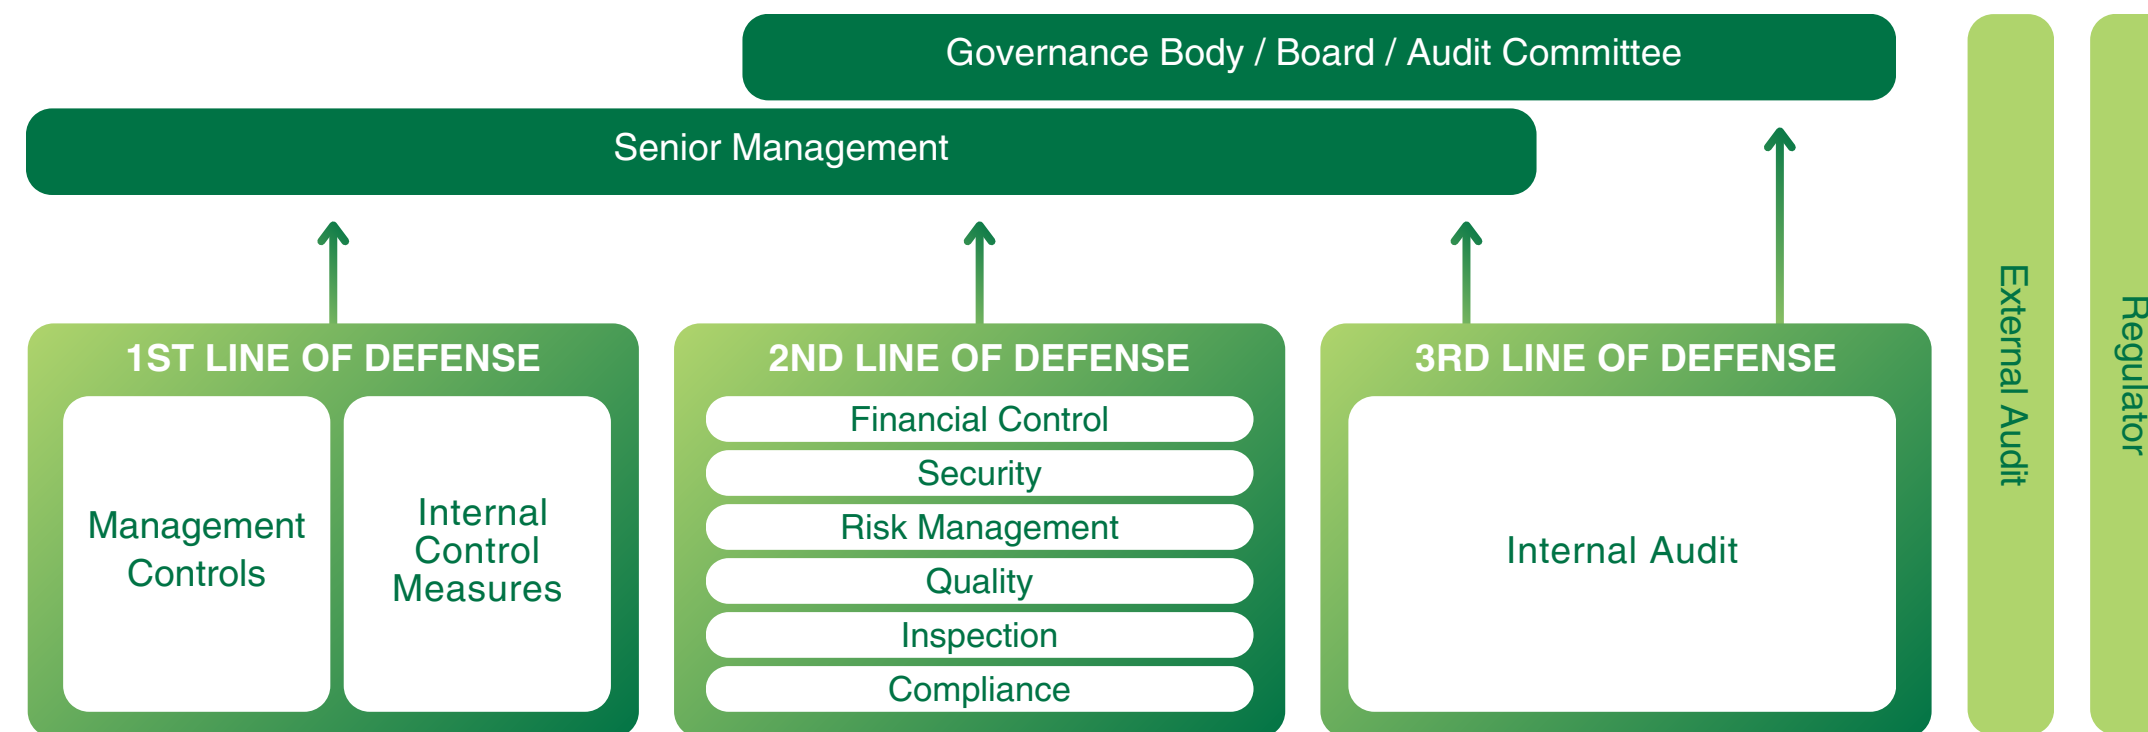 Governance Body / Board / Audit Committee
Senior Management
1ST LINE OF DEFENSE
Management
Controls
Internal
Control
Measures
2ND LINE OF DEFENSE
Financial Control
Security
Risk Management
Quality
Inspection
Compliance
3RD LINE OF DEFENSE
Internal Audit
External Audit
Regulator